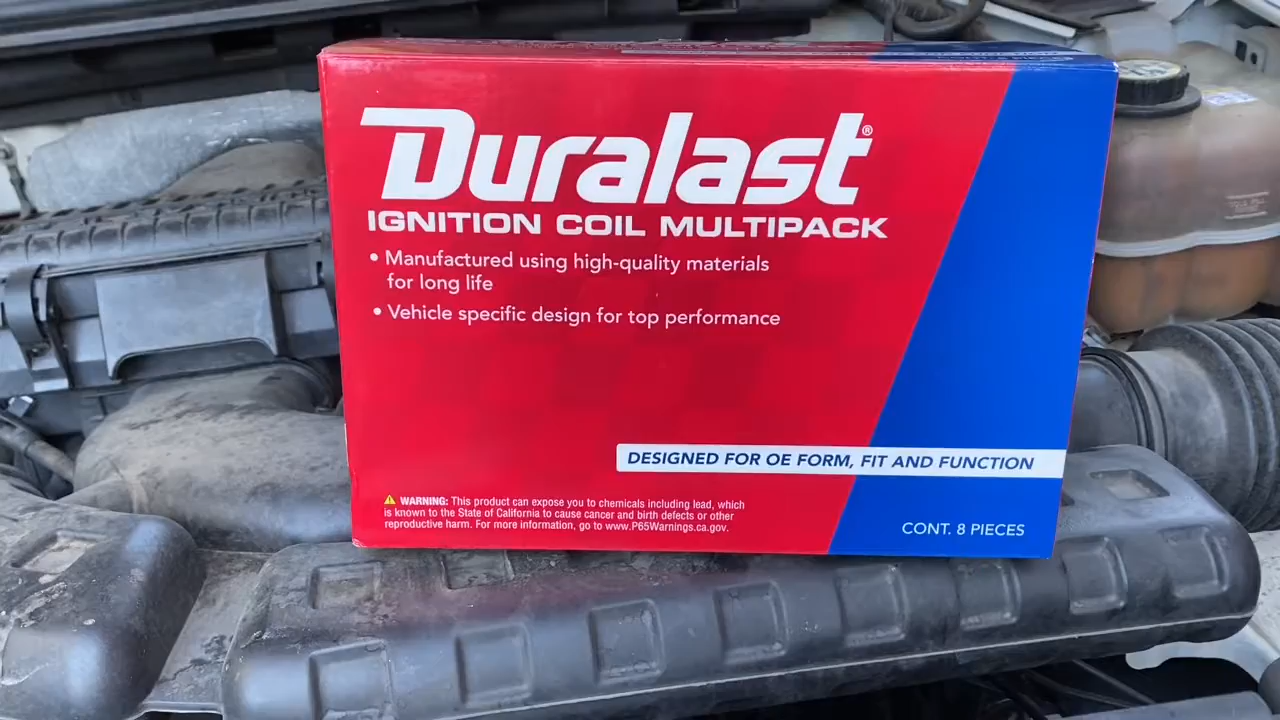 Duralast®
IGNITION COIL MULTIPACK
• Manufactured using high-quality materials
for long life
• Vehicle specific design for top performance
DESIGNED FOR OE FORM, FIT AND FUNCTION
⚠ WARNING: This product can expose you to chemicals including lead, which
is known to the State of California to cause cancer and birth defects or other
reproductive harm. For more information, go to www.P65Warnings.ca.gov.
CONT. 8 PIECES